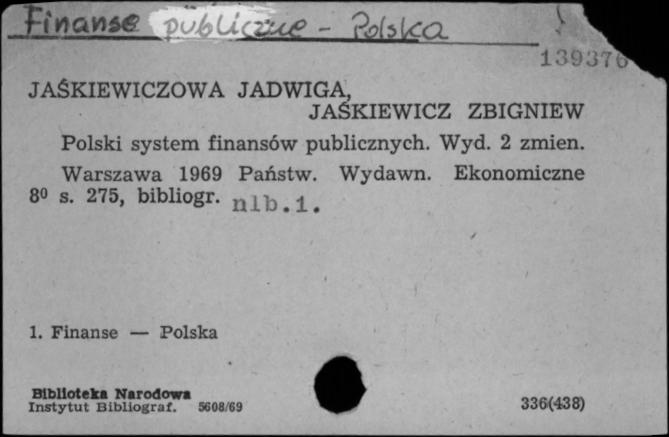 Finanse publiczne - Polska
139376
JAŚKIEWICZOWA JADWIGA,
JAŚKIEWICZ ZBIGNIEW
Polski system finansów publicznych. Wyd. 2 zmien.
Warszawa 1969 Państw. Wydawn. Ekonomiczne
8⁰ s. 275, bibliogr. nlb.1.
1. Finanse — Polska
Biblioteka Narodowa
Instytut Bibliograf. 5608/69
336(438)